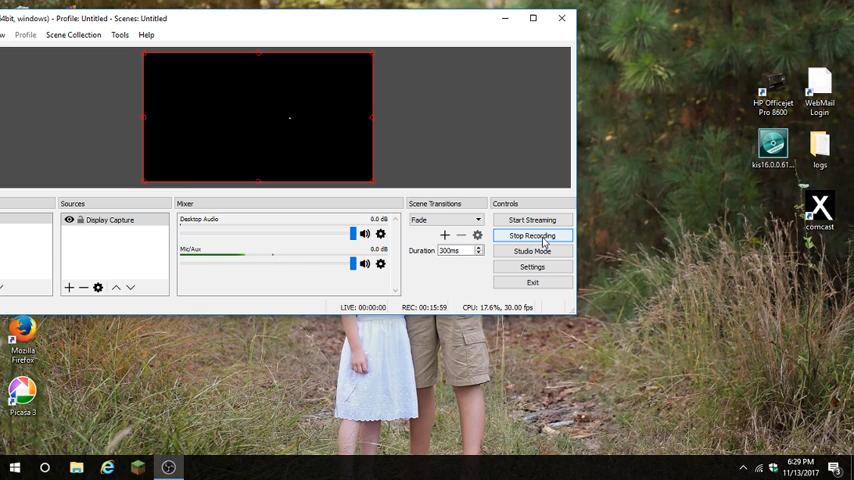 64bit, windows) - Profile: Untitled - Scenes: Untitled
w Profile Scene Collection Tools Help
Sources
Mixer
Scene Transitions
Controls
Display Capture
Desktop Audio 0.0 dB
Mic/Aux 0.0 dB
Fade
Duration 300ms
Start Streaming
Stop Recording
Studio Mode
Settings
Exit
LIVE: 00:00:00 REC: 00:15:59 CPU: 17.6%, 30.00 fps
HP Officejet
Pro 8600
WebMail
Login
kis16.0.0.61...
logs
X
comcast
Mozilla
Firefox
Picasa 3
6:29 PM
11/13/2017
3